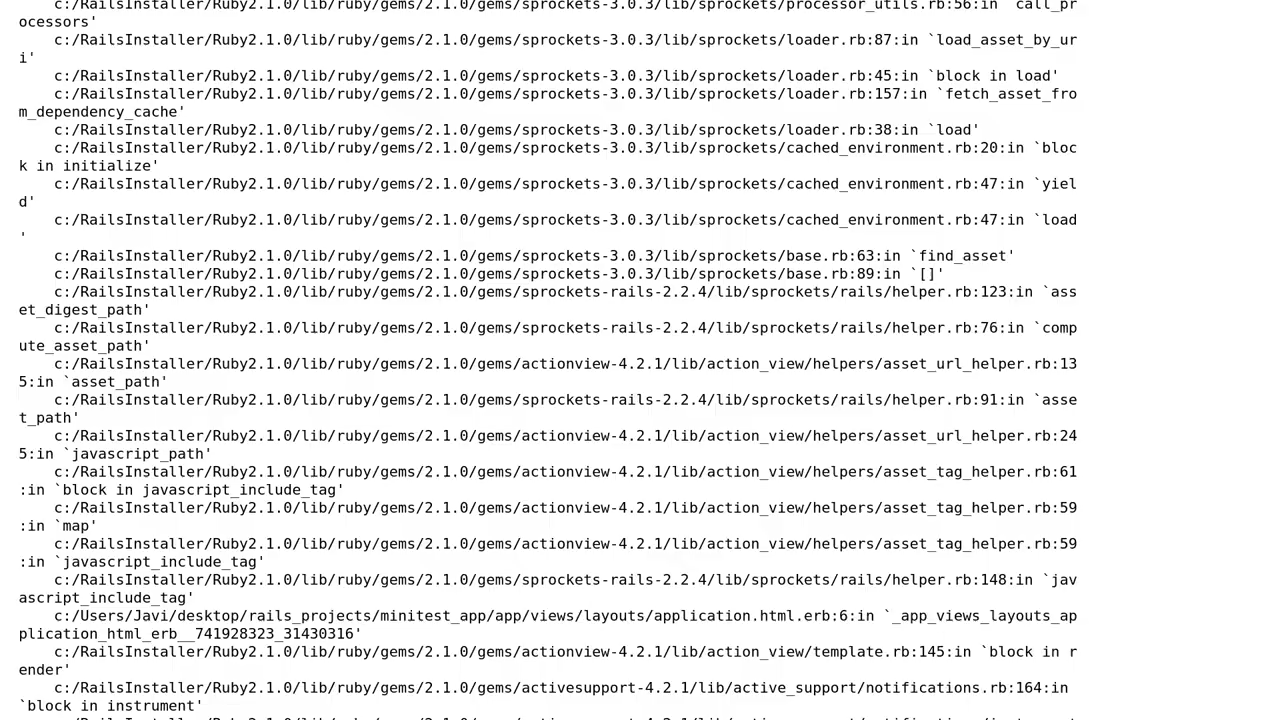 c:/RailsInstaller/Ruby2.1.0/lib/ruby/gems/2.1.0/gems/sprockets-3.0.3/lib/sprockets/processor_utils.rb:56:in `call_pr
ocessors'
c:/RailsInstaller/Ruby2.1.0/lib/ruby/gems/2.1.0/gems/sprockets-3.0.3/lib/sprockets/loader.rb:87:in `load_asset_by_ur
i'
c:/RailsInstaller/Ruby2.1.0/lib/ruby/gems/2.1.0/gems/sprockets-3.0.3/lib/sprockets/loader.rb:45:in `block in load'
c:/RailsInstaller/Ruby2.1.0/lib/ruby/gems/2.1.0/gems/sprockets-3.0.3/lib/sprockets/loader.rb:157:in `fetch_asset_fro
m_dependency_cache'
c:/RailsInstaller/Ruby2.1.0/lib/ruby/gems/2.1.0/gems/sprockets-3.0.3/lib/sprockets/loader.rb:38:in `load'
c:/RailsInstaller/Ruby2.1.0/lib/ruby/gems/2.1.0/gems/sprockets-3.0.3/lib/sprockets/cached_environment.rb:20:in `bloc
k in initialize'
c:/RailsInstaller/Ruby2.1.0/lib/ruby/gems/2.1.0/gems/sprockets-3.0.3/lib/sprockets/cached_environment.rb:47:in `yiel
d'
c:/RailsInstaller/Ruby2.1.0/lib/ruby/gems/2.1.0/gems/sprockets-3.0.3/lib/sprockets/cached_environment.rb:47:in `load
'
c:/RailsInstaller/Ruby2.1.0/lib/ruby/gems/2.1.0/gems/sprockets-3.0.3/lib/sprockets/base.rb:63:in `find_asset'
c:/RailsInstaller/Ruby2.1.0/lib/ruby/gems/2.1.0/gems/sprockets-3.0.3/lib/sprockets/base.rb:89:in `[]'
c:/RailsInstaller/Ruby2.1.0/lib/ruby/gems/2.1.0/gems/sprockets-rails-2.2.4/lib/sprockets/rails/helper.rb:123:in `ass
et_digest_path'
c:/RailsInstaller/Ruby2.1.0/lib/ruby/gems/2.1.0/gems/sprockets-rails-2.2.4/lib/sprockets/rails/helper.rb:76:in `comp
ute_asset_path'
c:/RailsInstaller/Ruby2.1.0/lib/ruby/gems/2.1.0/gems/actionview-4.2.1/lib/action_view/helpers/asset_url_helper.rb:13
5:in `asset_path'
c:/RailsInstaller/Ruby2.1.0/lib/ruby/gems/2.1.0/gems/sprockets-rails-2.2.4/lib/sprockets/rails/helper.rb:91:in `asse
t_path'
c:/RailsInstaller/Ruby2.1.0/lib/ruby/gems/2.1.0/gems/actionview-4.2.1/lib/action_view/helpers/asset_url_helper.rb:24
5:in `javascript_path'
c:/RailsInstaller/Ruby2.1.0/lib/ruby/gems/2.1.0/gems/actionview-4.2.1/lib/action_view/helpers/asset_tag_helper.rb:61
:in `block in javascript_include_tag'
c:/RailsInstaller/Ruby2.1.0/lib/ruby/gems/2.1.0/gems/actionview-4.2.1/lib/action_view/helpers/asset_tag_helper.rb:59
:in `map'
c:/RailsInstaller/Ruby2.1.0/lib/ruby/gems/2.1.0/gems/actionview-4.2.1/lib/action_view/helpers/asset_tag_helper.rb:59
:in `javascript_include_tag'
c:/RailsInstaller/Ruby2.1.0/lib/ruby/gems/2.1.0/gems/sprockets-rails-2.2.4/lib/sprockets/rails/helper.rb:148:in `jav
ascript_include_tag'
c:/Users/Javi/desktop/rails_projects/minitest_app/app/views/layouts/application.html.erb:6:in `_app_views_layouts_ap
plication_html_erb__741928323_31430316'
c:/RailsInstaller/Ruby2.1.0/lib/ruby/gems/2.1.0/gems/actionview-4.2.1/lib/action_view/template.rb:145:in `block in r
ender'
c:/RailsInstaller/Ruby2.1.0/lib/ruby/gems/2.1.0/gems/activesupport-4.2.1/lib/active_support/notifications.rb:164:in
`block in instrument'